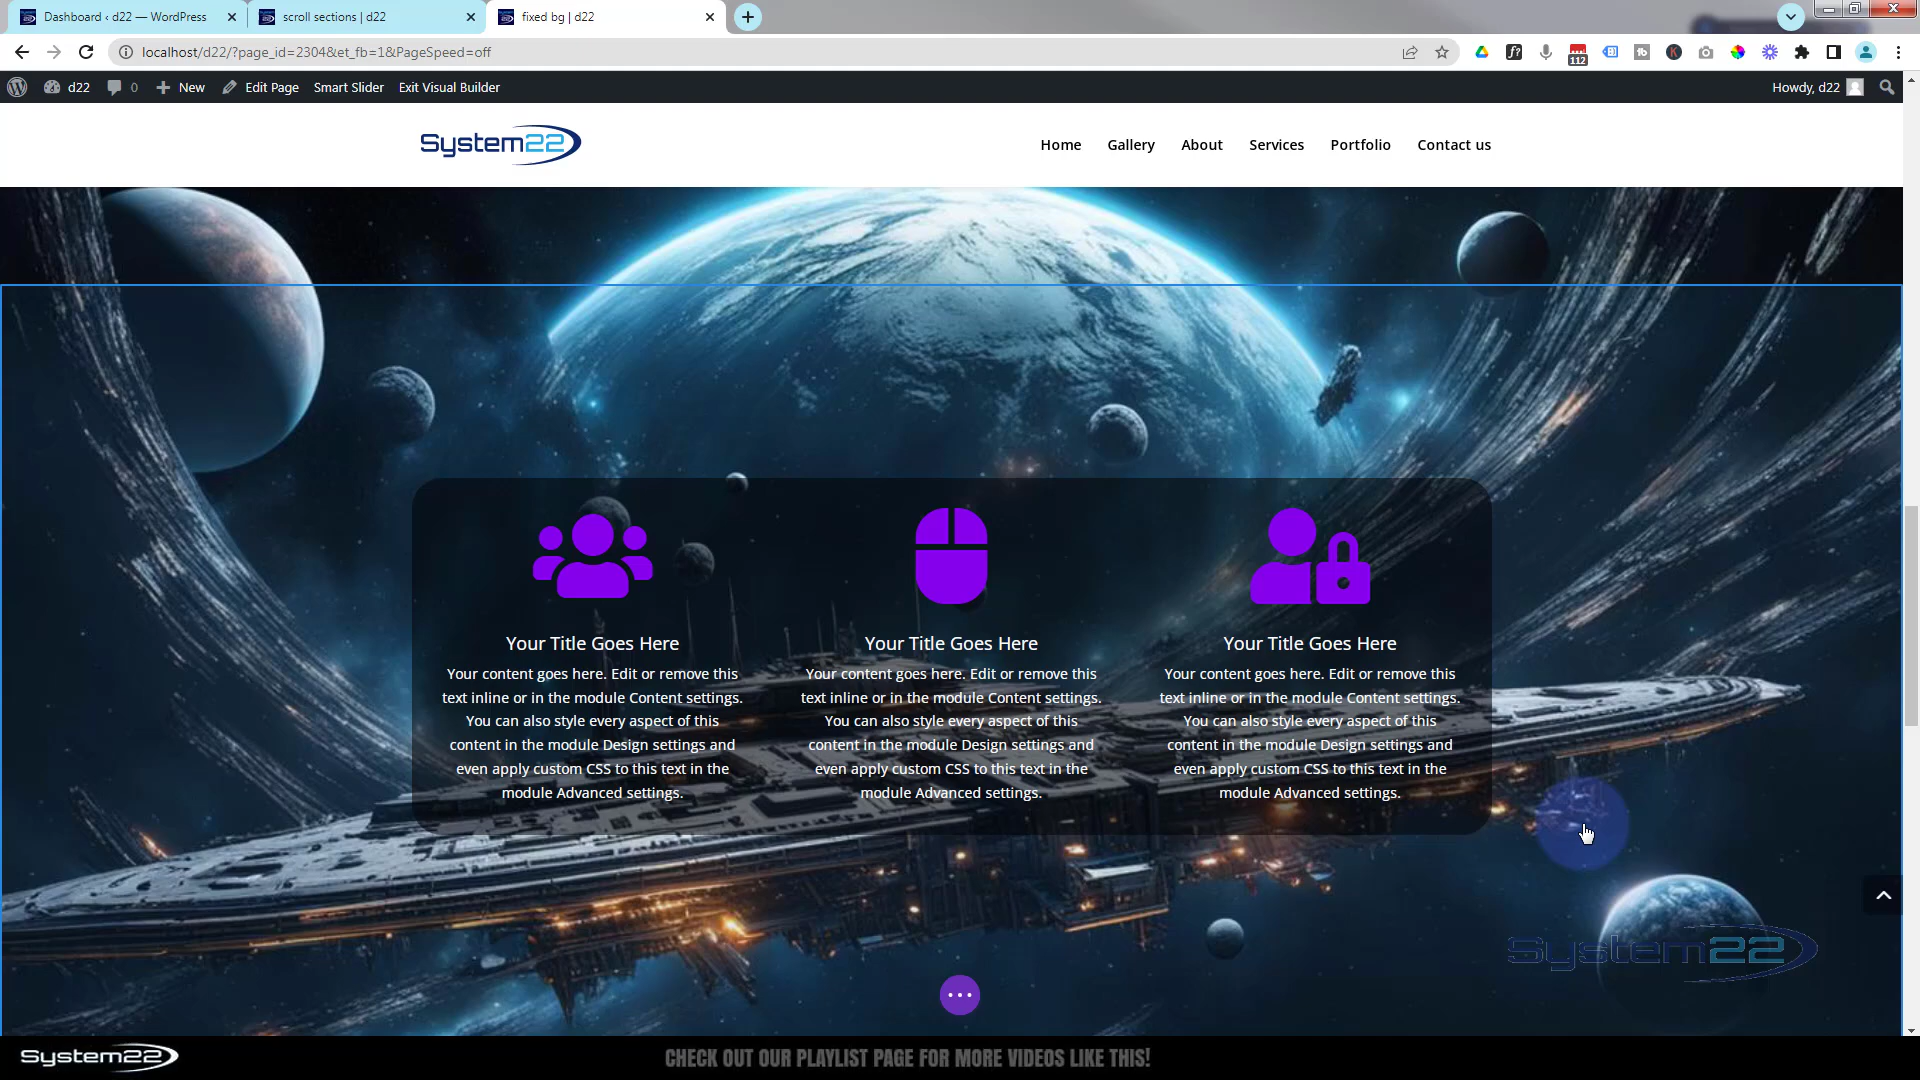 Dashboard ‹ d22 — WordPress
scroll sections | d22
fixed bg | d22
localhost/d22/?page_id=2304&et_fb=1&PageSpeed=off
112
d22
0
New
Edit Page
Smart Slider
Exit Visual Builder
Howdy, d22
System22
Home
Gallery
About
Services
Portfolio
Contact us
Your Title Goes Here
Your content goes here. Edit or remove this
text inline or in the module Content settings.
You can also style every aspect of this
content in the module Design settings and
even apply custom CSS to this text in the
module Advanced settings.
Your Title Goes Here
Your content goes here. Edit or remove this
text inline or in the module Content settings.
You can also style every aspect of this
content in the module Design settings and
even apply custom CSS to this text in the
module Advanced settings.
Your Title Goes Here
Your content goes here. Edit or remove this
text inline or in the module Content settings.
You can also style every aspect of this
content in the module Design settings and
even apply custom CSS to this text in the
module Advanced settings.
System22
System22
CHECK OUT OUR PLAYLIST PAGE FOR MORE VIDEOS LIKE THIS!